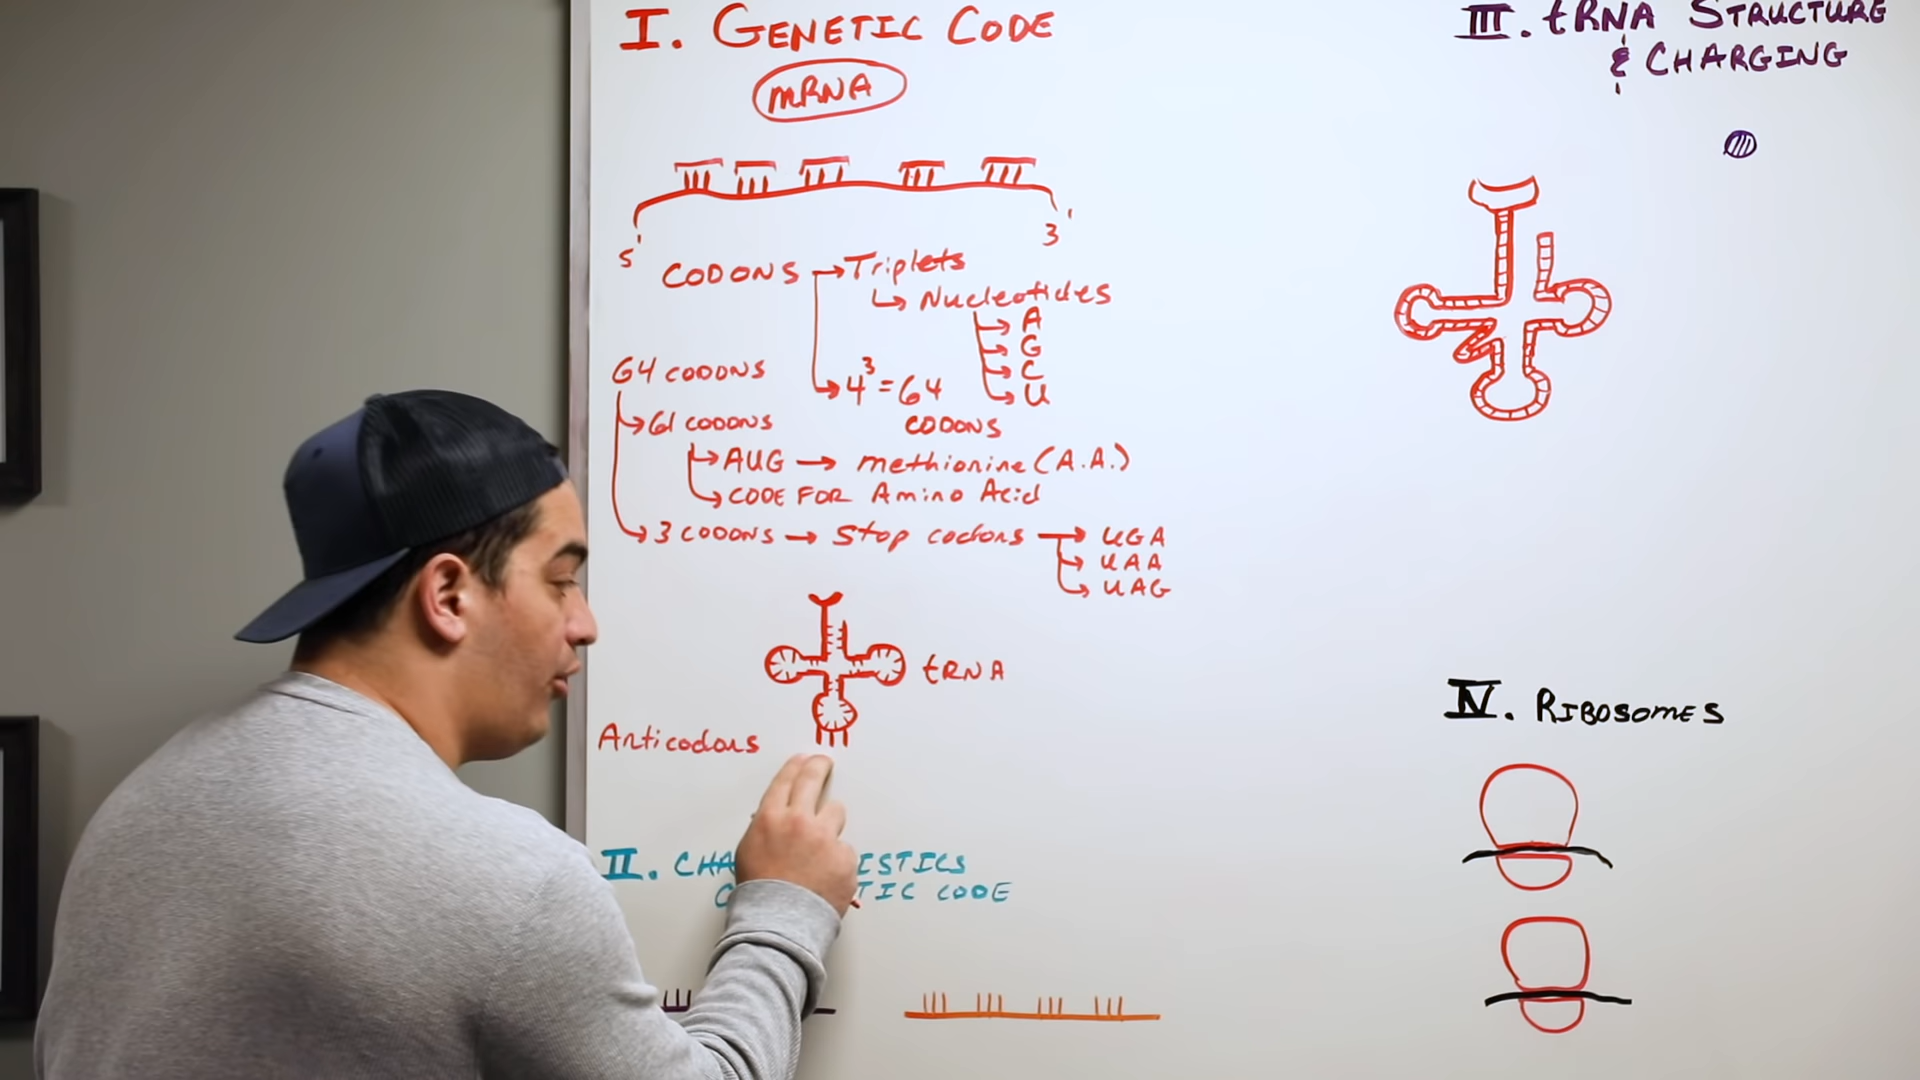 I. GENETIC CODE
mRNA
5' 3'
CODONS → Triplets
↳ Nucleotides
→ A
→ G
→ C
→ U
→ 4³ = 64
CODONS
64 CODONS
→ 61 CODONS
→ AUG → methionine (A.A.)
→ CODE FOR Amino Acid
→ 3 CODONS → Stop codons → UGA
→ UAA
→ UAG
tRNA
Anticodons
II.
CODE
III. tRNA STRUCTURE
& CHARGING
IV. RIBOSOMES